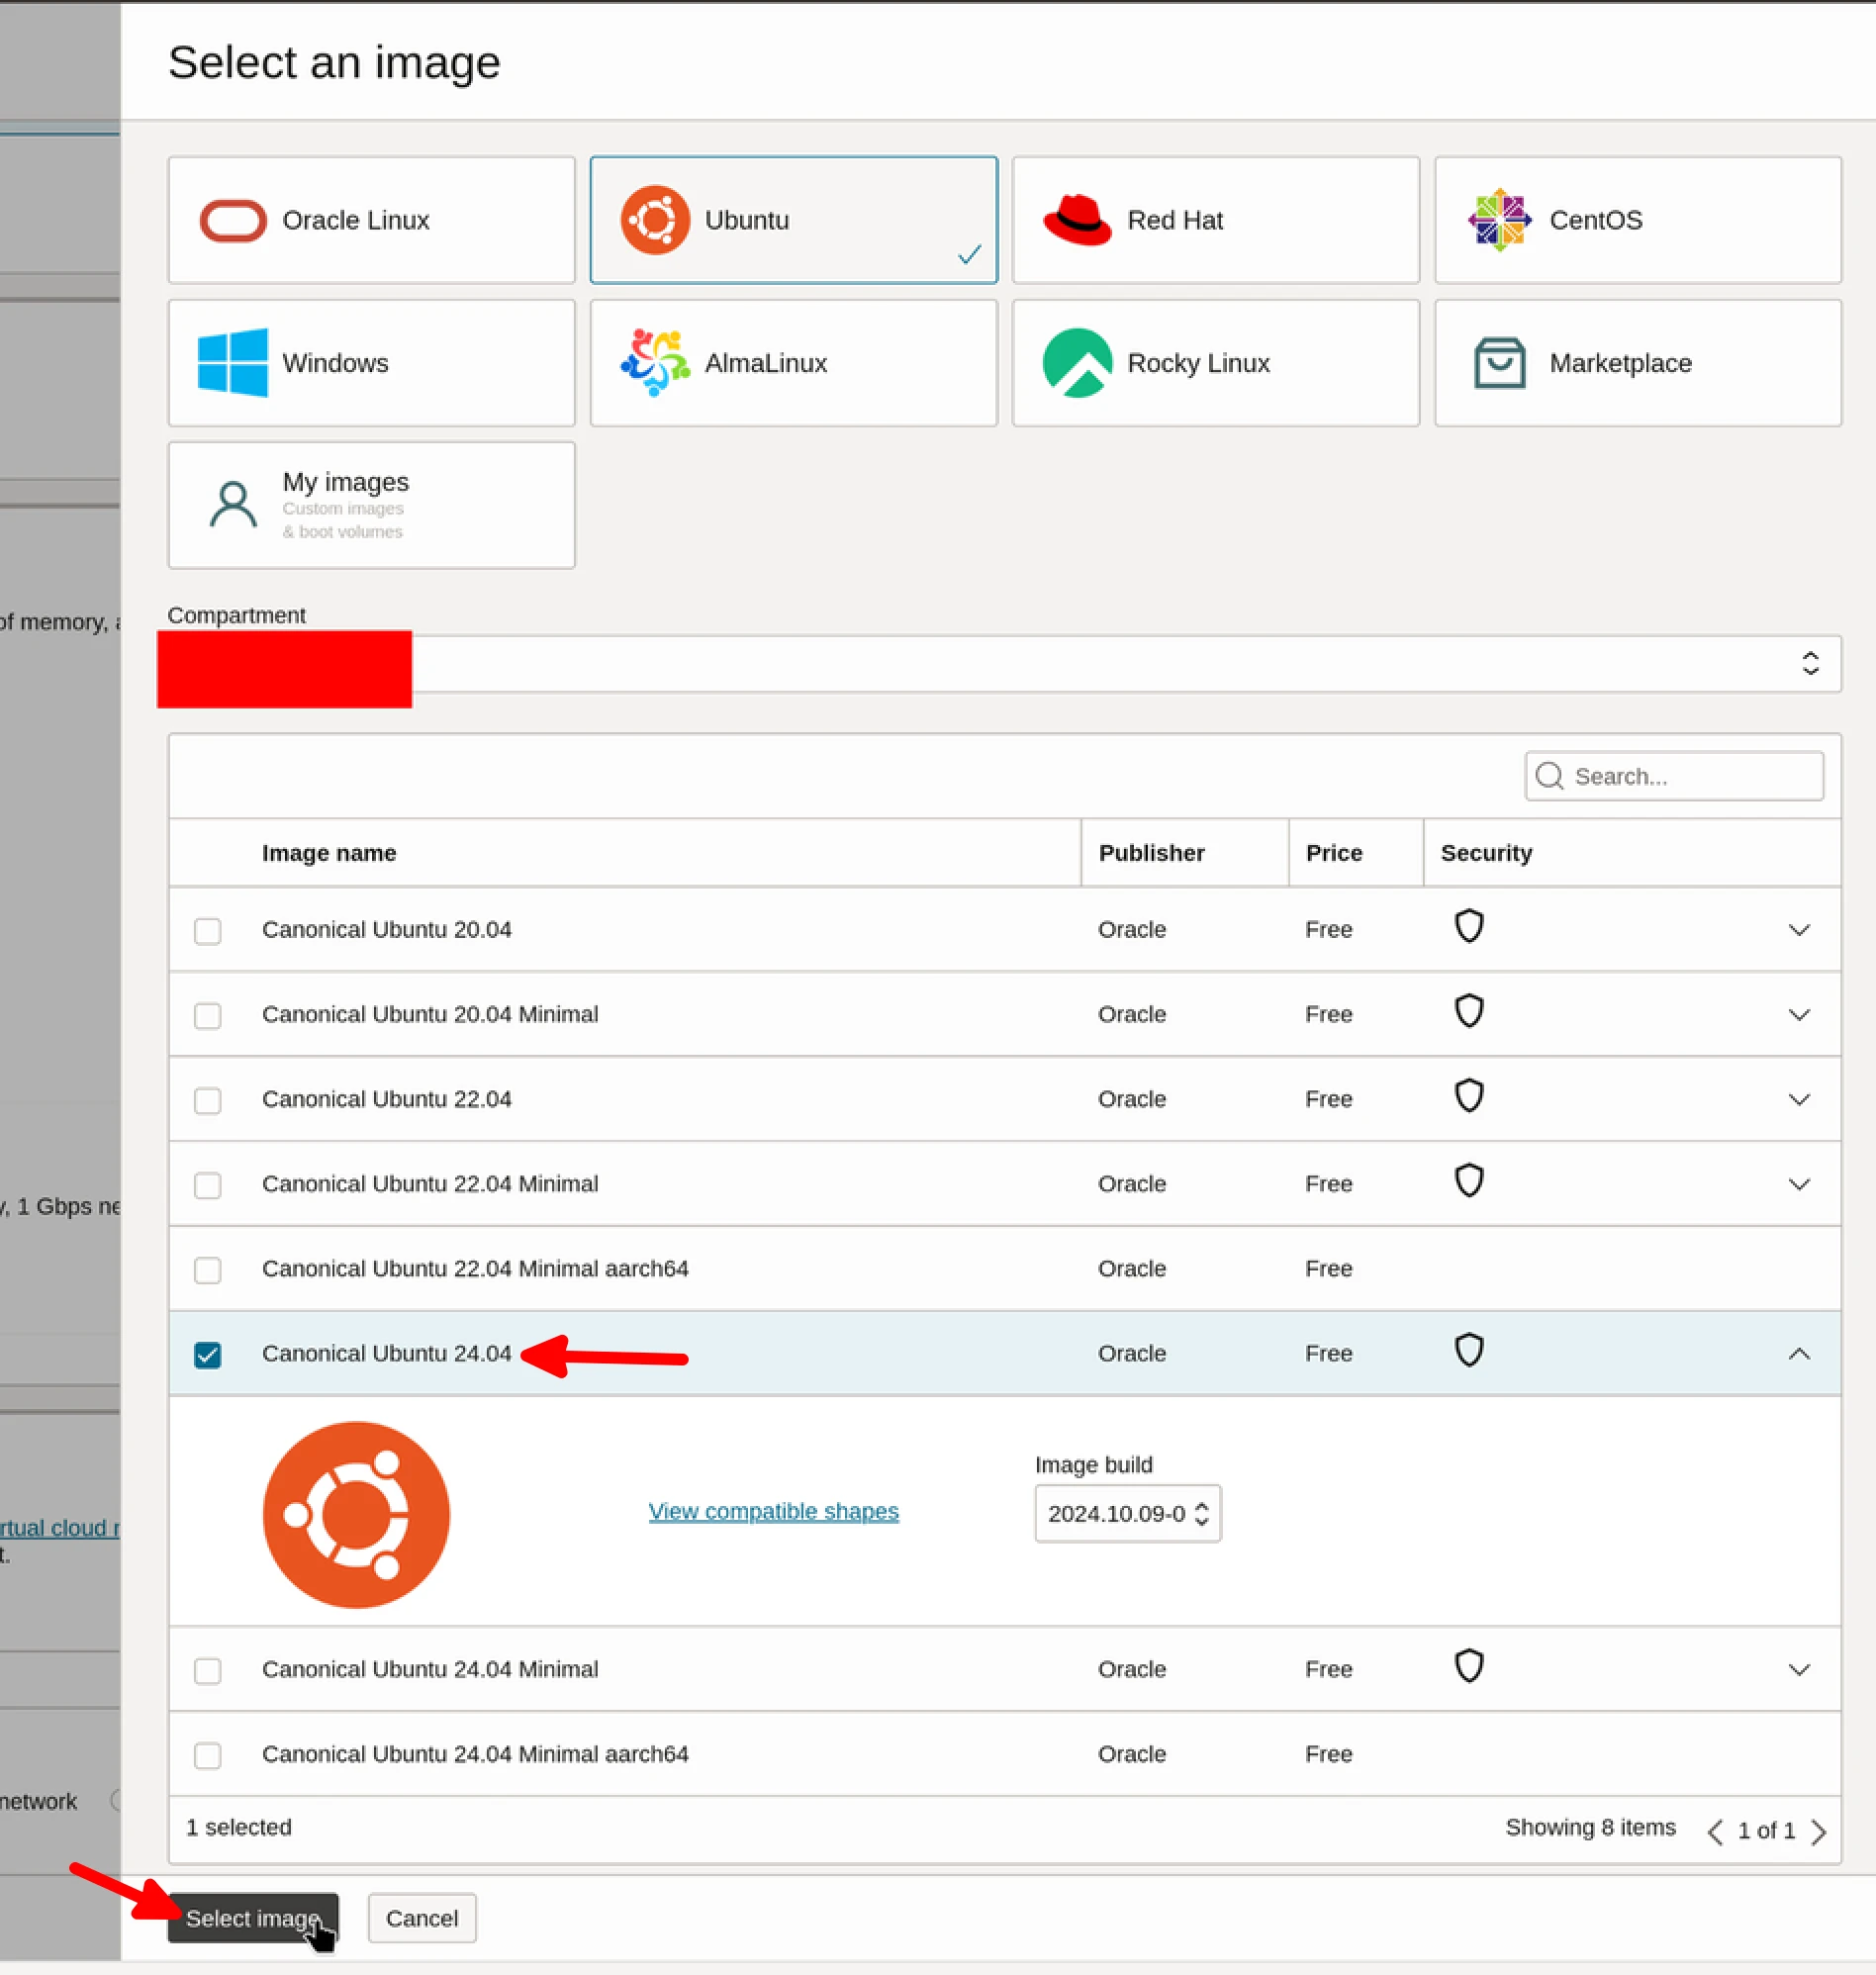 Select an image
Oracle Linux
Ubuntu
Red Hat
CentOS
Windows
AlmaLinux
Rocky Linux
Marketplace
My images
Custom images
& boot volumes
of memory,
Compartment
Search...
Image name Publisher Price Security
Canonical Ubuntu 20.04 Oracle Free
Canonical Ubuntu 20.04 Minimal Oracle Free
Canonical Ubuntu 22.04 Oracle Free
Canonical Ubuntu 22.04 Minimal Oracle Free
, 1 Gbps ne
Canonical Ubuntu 22.04 Minimal aarch64 Oracle Free
Canonical Ubuntu 24.04 Oracle Free
Image build
View compatible shapes
2024.10.09-0
rtual cloud
t.
Canonical Ubuntu 24.04 Minimal Oracle Free
Canonical Ubuntu 24.04 Minimal aarch64 Oracle Free
network
1 selected
Showing 8 items
1 of 1
Select image
Cancel